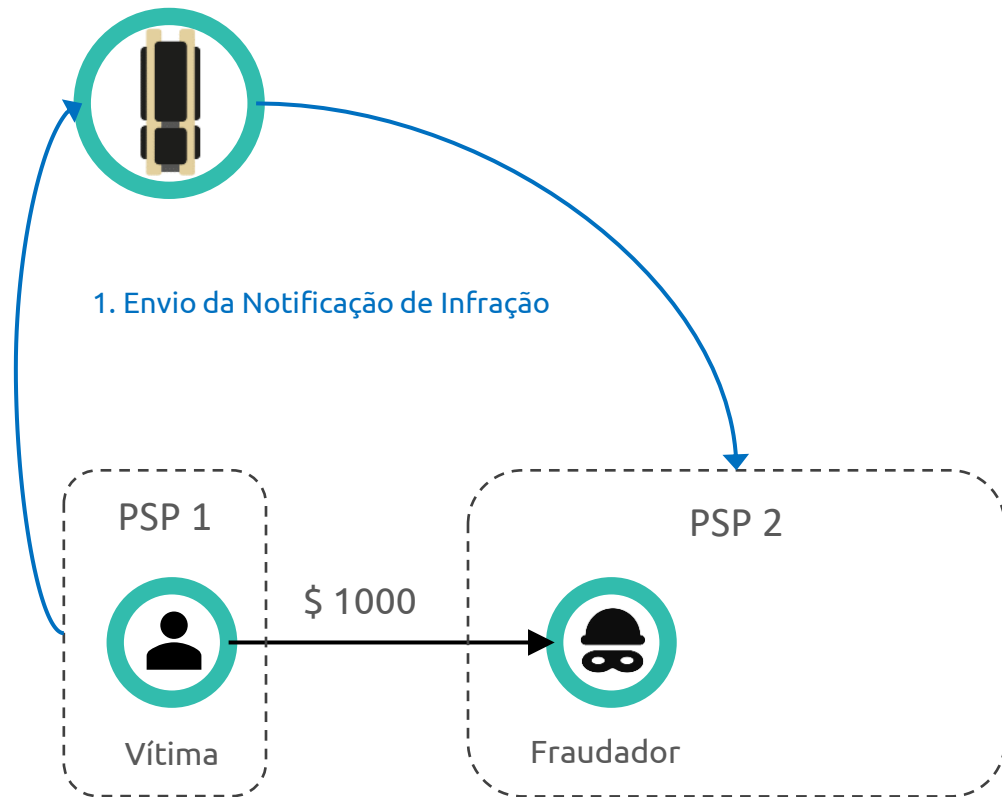 1. Envio da Notificação de Infração
PSP 1
PSP 2
$ 1000
Vítima
Fraudador